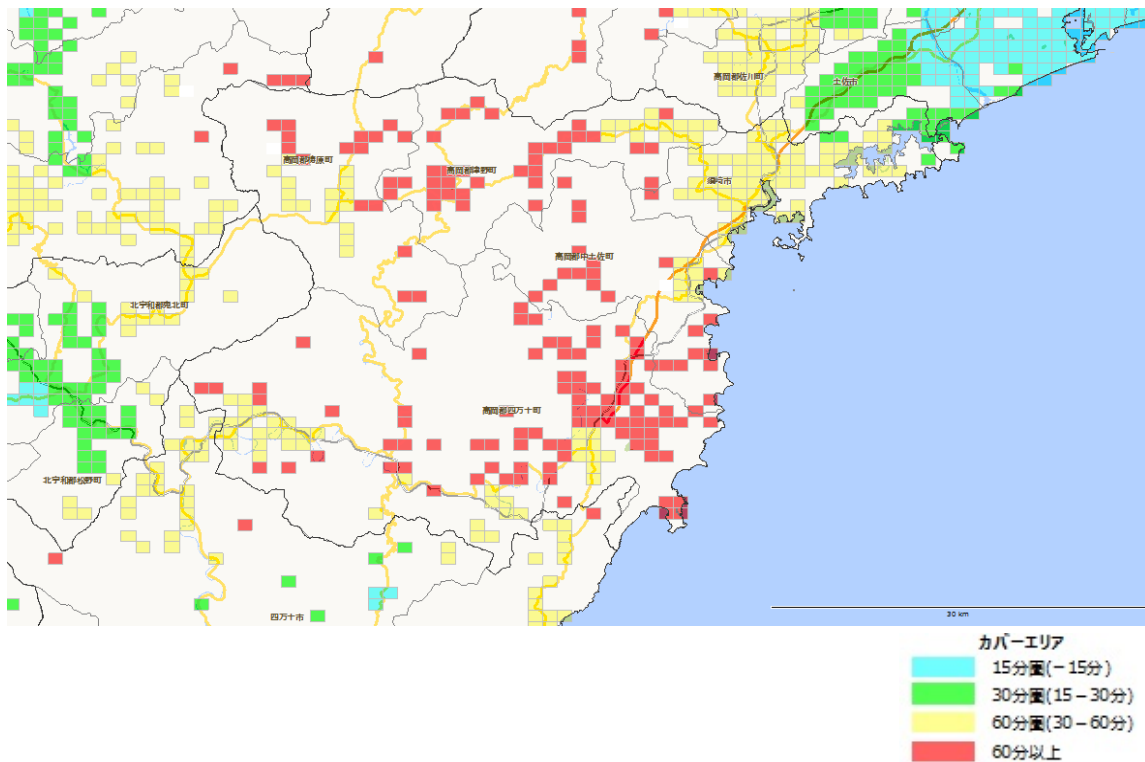 高岡郡佐川町
土佐市
高岡郡梼原町
高岡郡津野町
須崎市
高岡郡中土佐町
北宇和郡鬼北町
高岡郡四万十町
北宇和郡松野町
四万十市
30 km
カバーエリア
15分圏(－15分)
30分圏(15－30分)
60分圏(30－60分)
60分以上